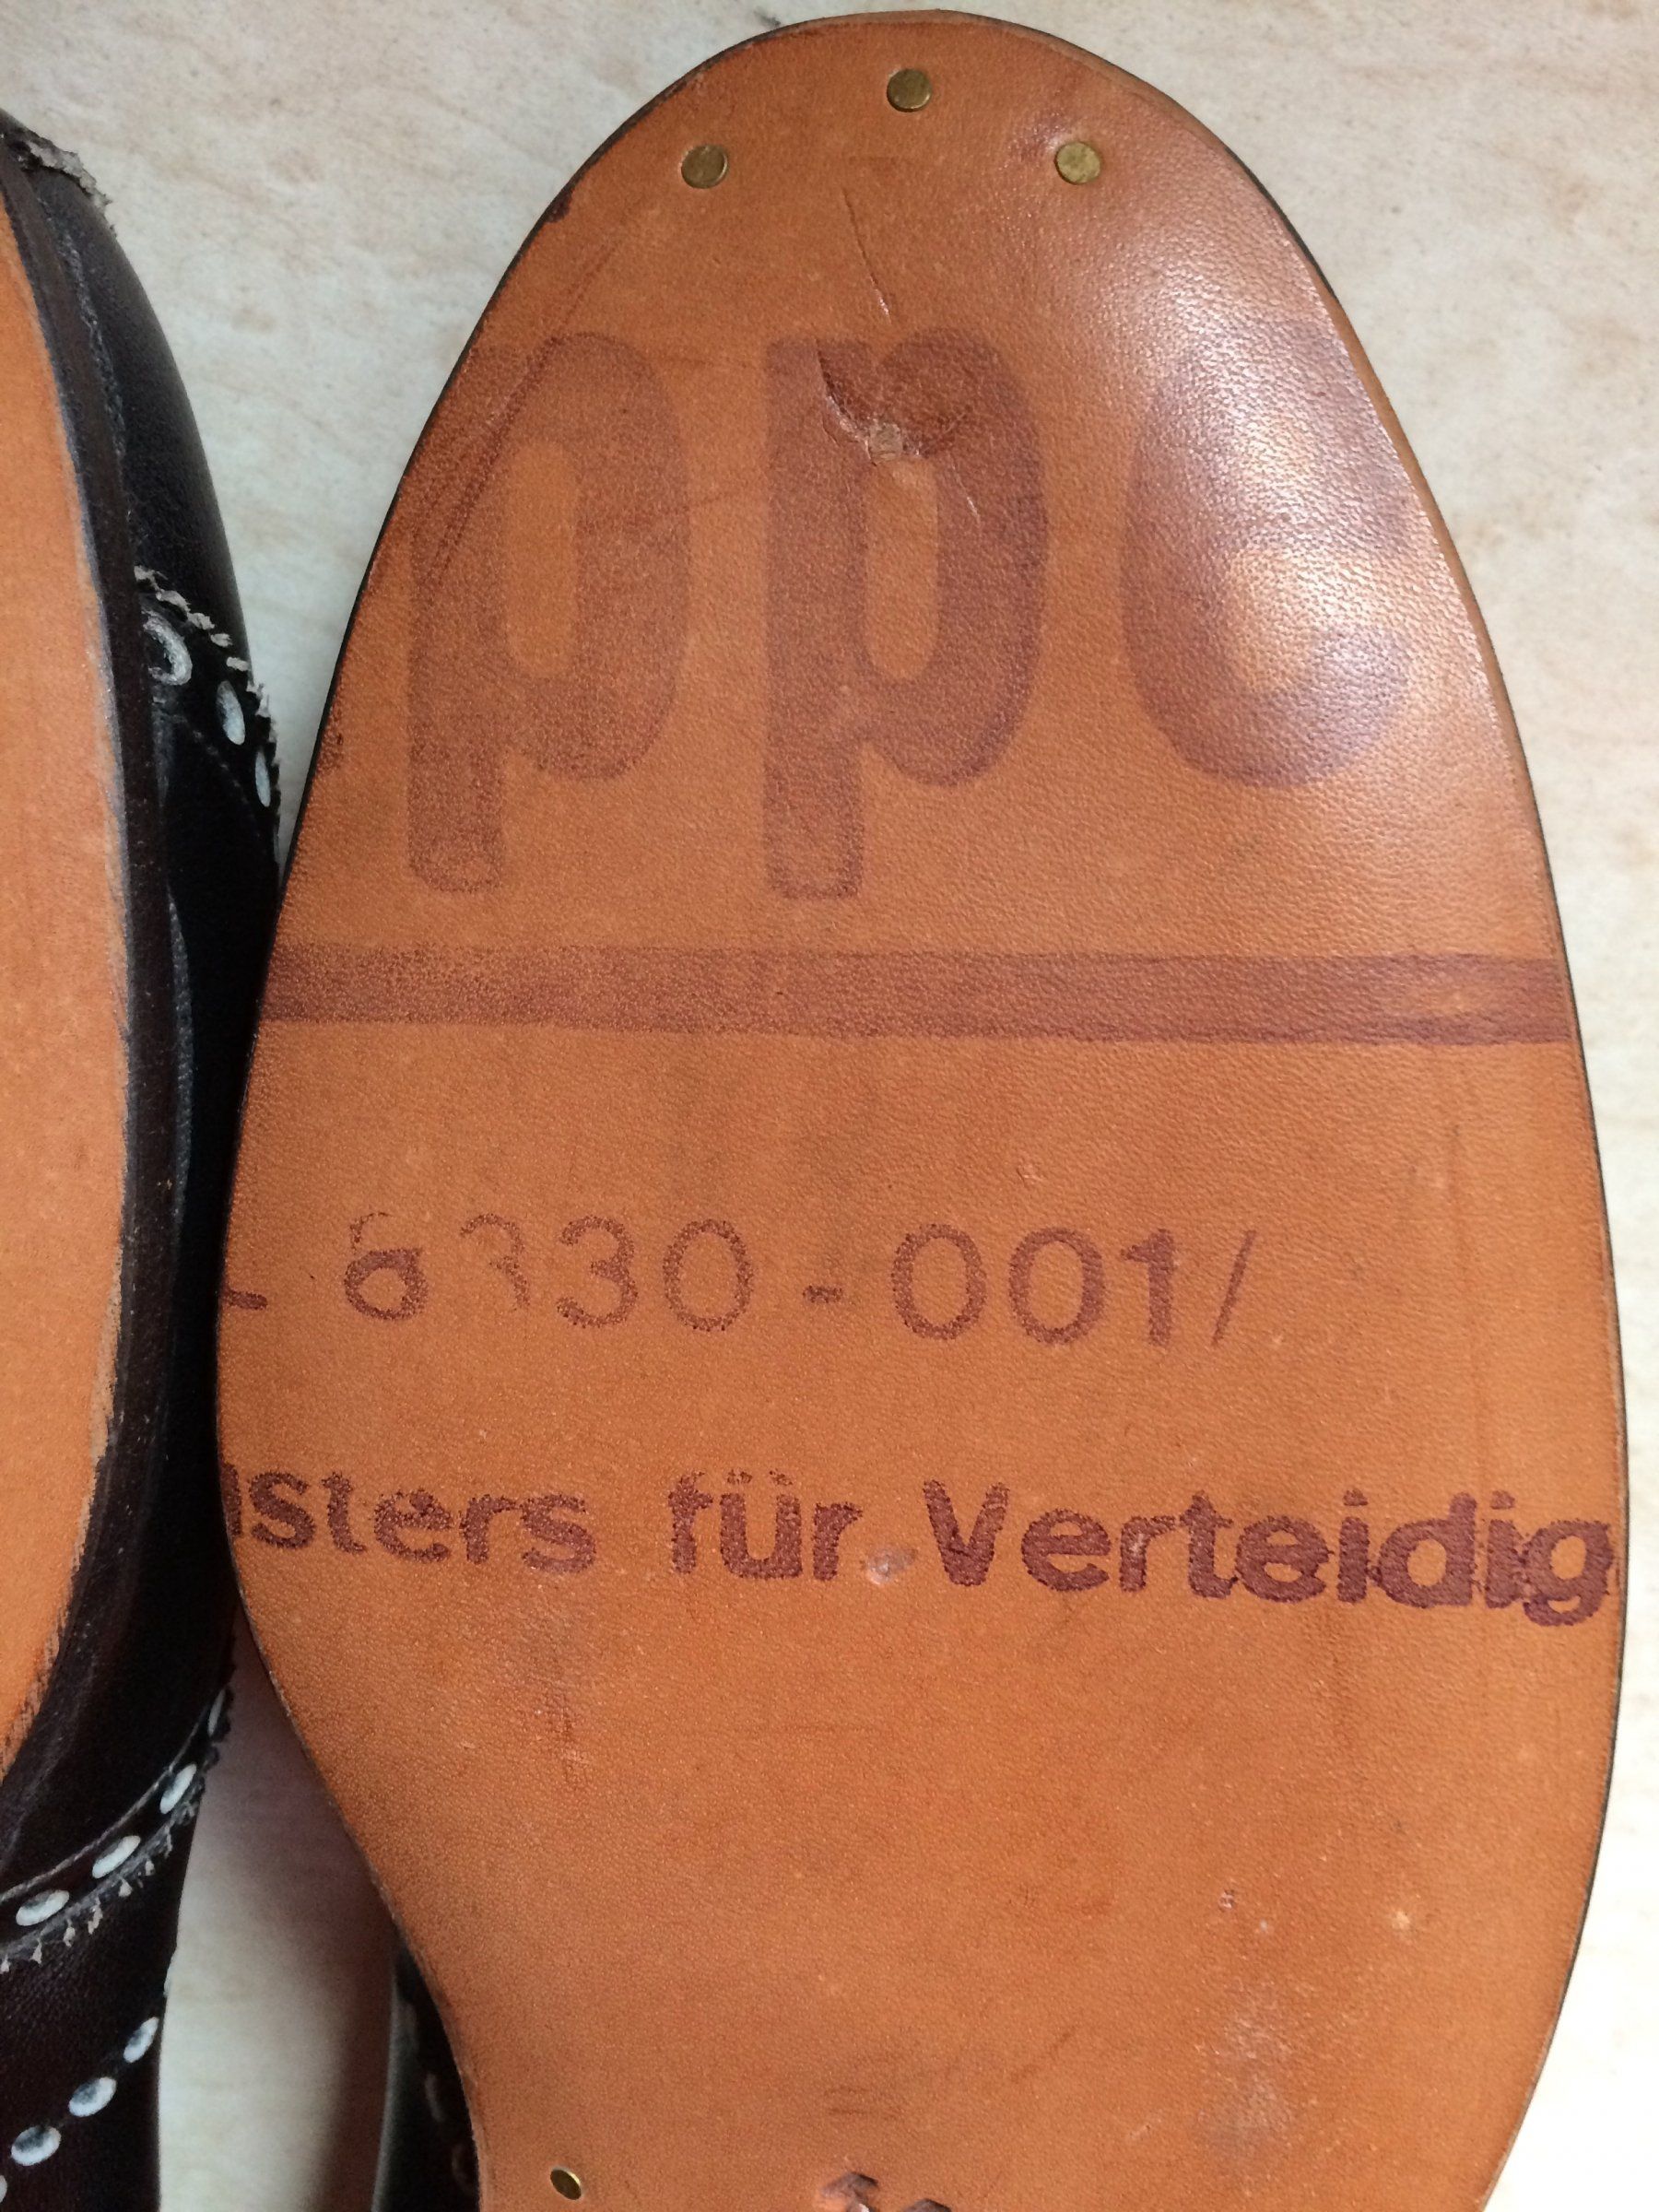 ppe
6330-001/
sters für Verteidig